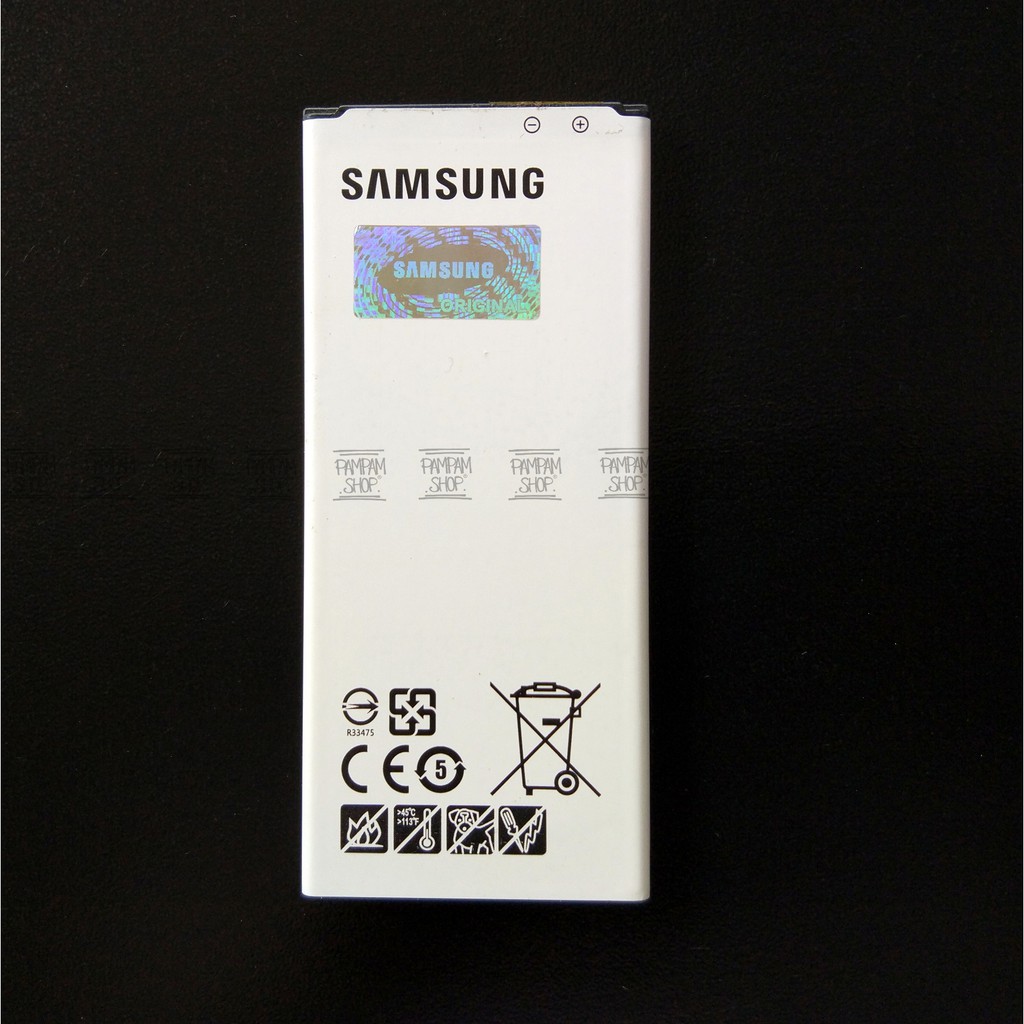 ⊖ ⊕
SAMSUNG
SAMSUNG
ORIGINAL
PAMPAM SHOP.® PAMPAM SHOP.® PAMPAM SHOP.® PAMPAM SHOP.
R33475
CE 5
>45°C
>113°F